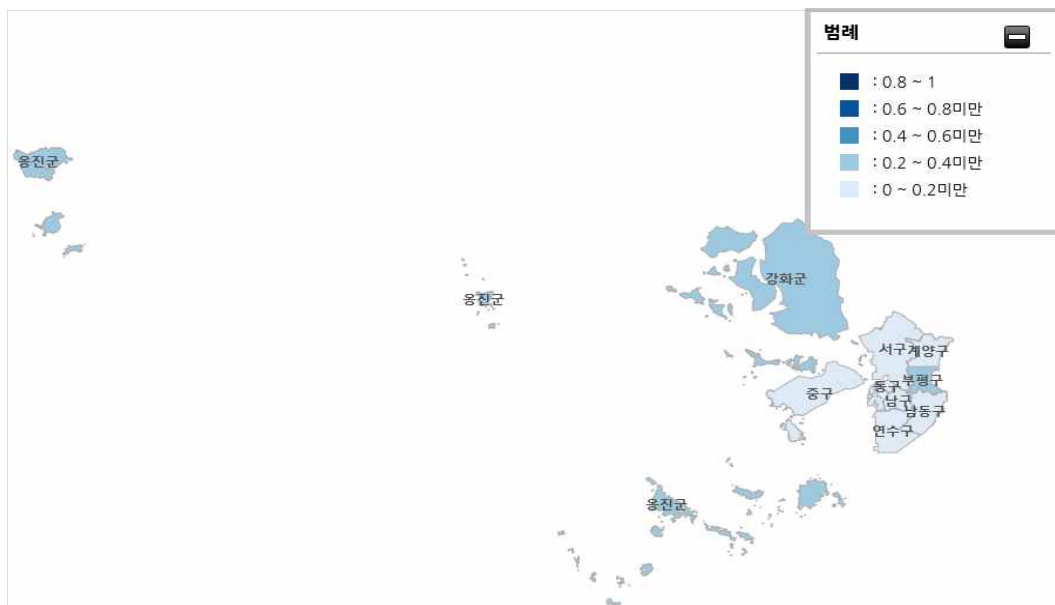 범례
: 0.8 ~ 1
: 0.6 ~ 0.8미만
: 0.4 ~ 0.6미만
: 0.2 ~ 0.4미만
: 0 ~ 0.2미만
옹진군
강화군
옹진군
서구
계양구
동구
부평구
중구
남구
남동구
연수구
옹진군